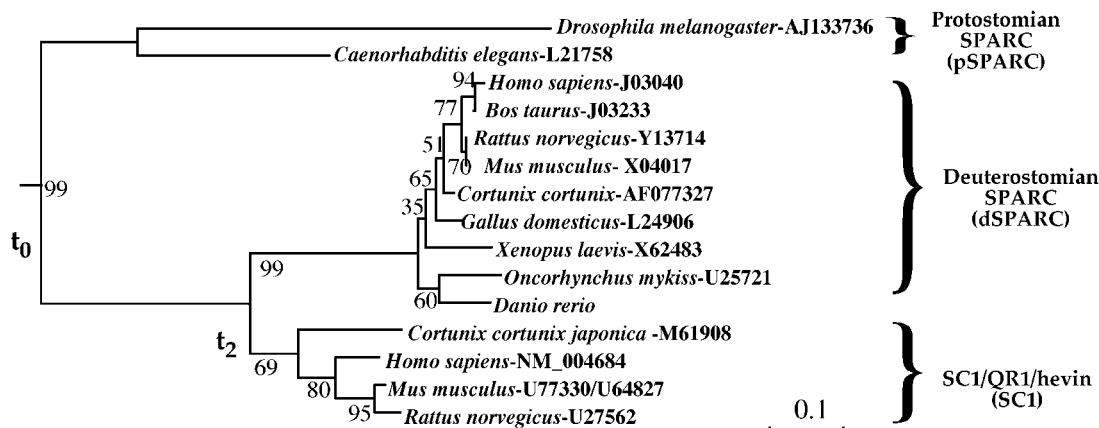 Drosophila melanogaster-AJ133736
Caenorhabditis elegans-L21758
Protostomian
SPARC
(pSPARC)
94
Homo sapiens-J03040
Bos taurus-J03233
77
Rattus norvegicus-Y13714
51
70
Mus musculus- X04017
65
Cortunix cortunix-AF077327
35
Gallus domesticus-L24906
Xenopus laevis-X62483
Oncorhynchus mykiss-U25721
60
Danio rerio
Deuterostomian
SPARC
(dSPARC)
99
t0
99
t2
69
Cortunix cortunix japonica -M61908
Homo sapiens-NM_004684
80
Mus musculus-U77330/U64827
95
Rattus norvegicus-U27562
SC1/QR1/hevin
(SC1)
0.1